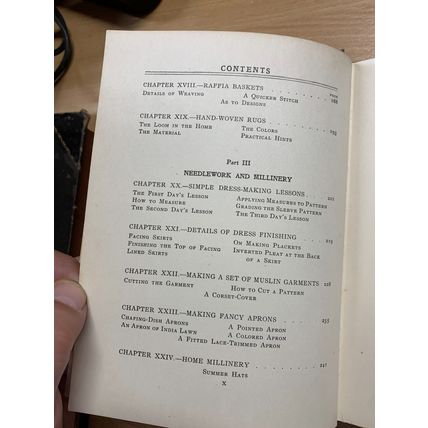 CONTENTS
PAGE
CHAPTER XVIII.—RAFFIA BASKETS . . . . . . . . 188
DETAILS OF WEAVING A QUICKER STITCH
AS TO DESIGNS
CHAPTER XIX.—HAND-WOVEN RUGS . . . . . . . .
THE LOOM IN THE HOME THE COLORS
THE MATERIAL PRACTICAL HINTS
Part III
NEEDLEWORK AND MILLINERY
CHAPTER XX.—SIMPLE DRESS-MAKING LESSONS . . . . .
THE FIRST DAY'S LESSON APPLYING MEASURES TO PATTERN
HOW TO MEASURE GRADING THE SLEEVE PATTERN
THE SECOND DAY'S LESSON THE THIRD DAY'S LESSON
CHAPTER XXI.—DETAILS OF DRESS FINISHING . . . . . 219
FACING SKIRTS ON MAKING PLACKETS
FINISHING THE TOP OF FACING INVERTED PLEAT AT THE BACK
LINED SKIRTS OF A SKIRT
CHAPTER XXII.—MAKING A SET OF MUSLIN GARMENTS 228
CUTTING THE GARMENT HOW TO CUT A PATTERN
A CORSET-COVER
CHAPTER XXIII.—MAKING FANCY APRONS . . . . . . . 235
CHAFING-DISH APRONS A POINTED APRON
AN APRON OF INDIA LAWN A COLORED APRON
A FITTED LACE-TRIMMED APRON
CHAPTER XXIV.—HOME MILLINERY . . . . . . . . 241
SUMMER HATS
X